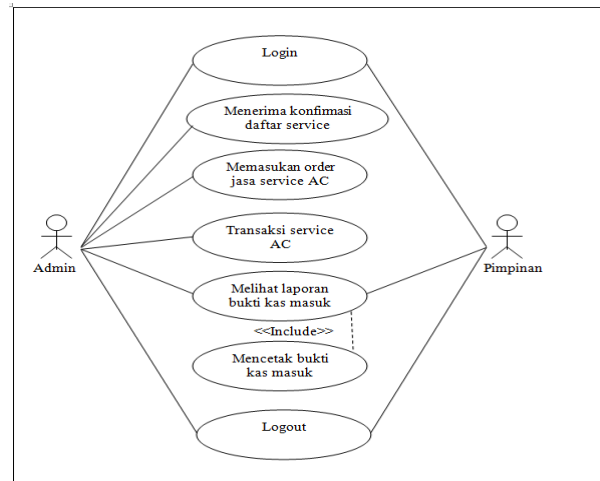 Login
Menerima konfirmasi
daftar service
Memasukan order
jasa service AC
Transaksi service
AC
Admin
Pimpinan
Melihat laporan
bukti kas masuk
<<Include>>
Mencetak bukti
kas masuk
Logout